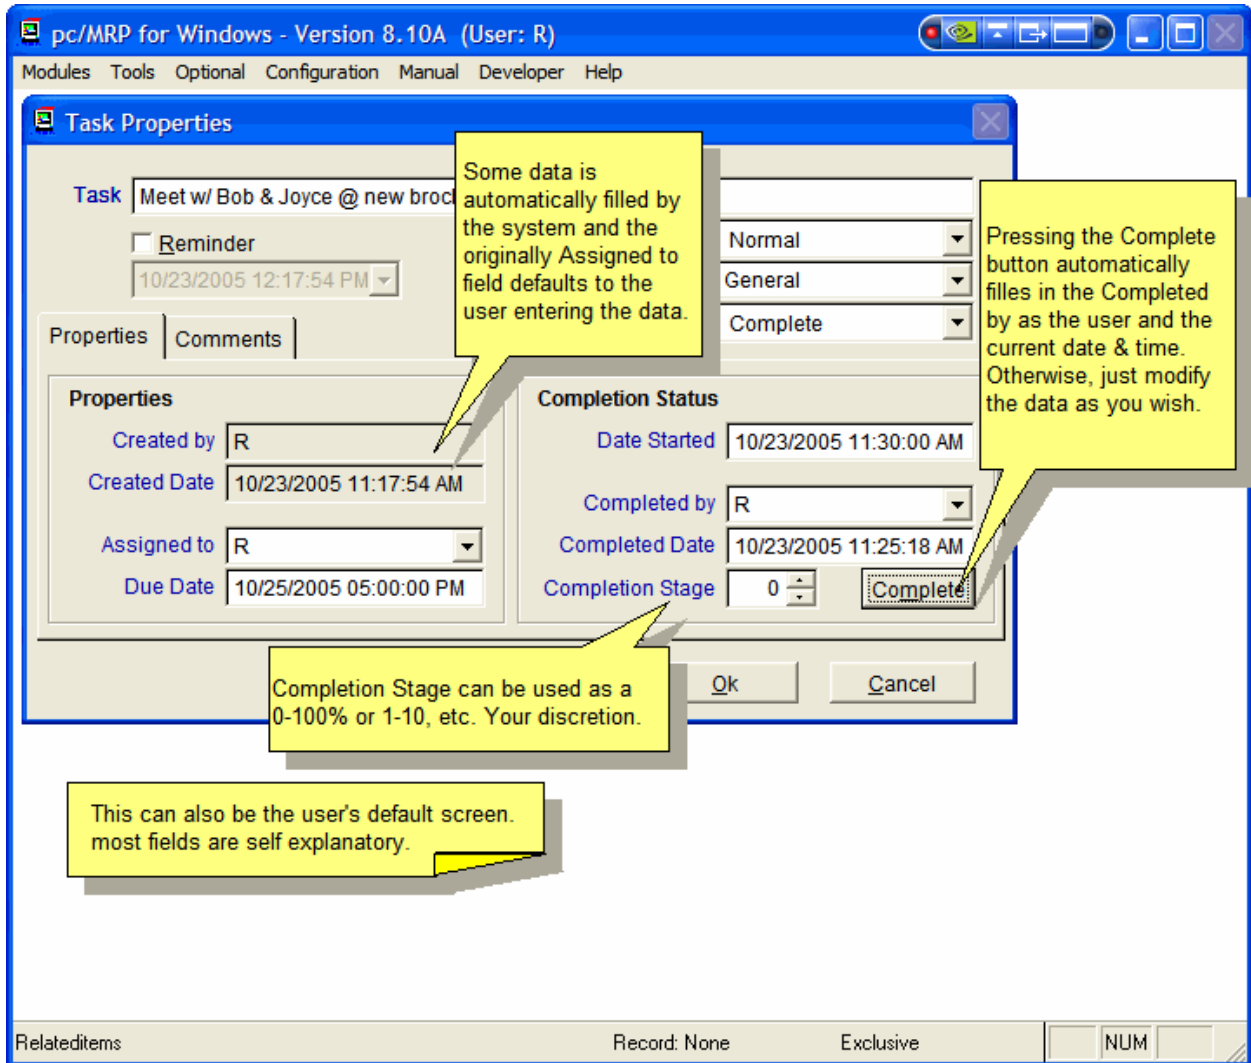 pc/MRP for Windows - Version 8.10A (User: R)
Modules Tools Optional Configuration Manual Developer Help
Task Properties
Task Meet w/ Bob & Joyce @ new
Some data is
automatically filled by
the system and the
originally Assigned to
field defaults to the
user entering the data.
Reminder
10/23/2005 12:17:54 PM
Normal
General
Complete
Pressing the Complete
button automatically
filles in the Completed
by as the user and the
current date & time.
Otherwise, just modify
the data as you wish.
Properties Comments
Properties
Created by R
Created Date 10/23/2005 11:17:54 AM
Assigned to R
Due Date 10/25/2005 05:00:00 PM
Completion Status
Date Started 10/23/2005 11:30:00 AM
Completed by R
Completed Date 10/23/2005 11:25:18 AM
Completion Stage 0 Complete
Completion Stage can be used as a
0-100% or 1-10, etc. Your discretion.
Ok Cancel
This can also be the user's default screen.
most fields are self explanatory.
Relateditems Record: None Exclusive NUM